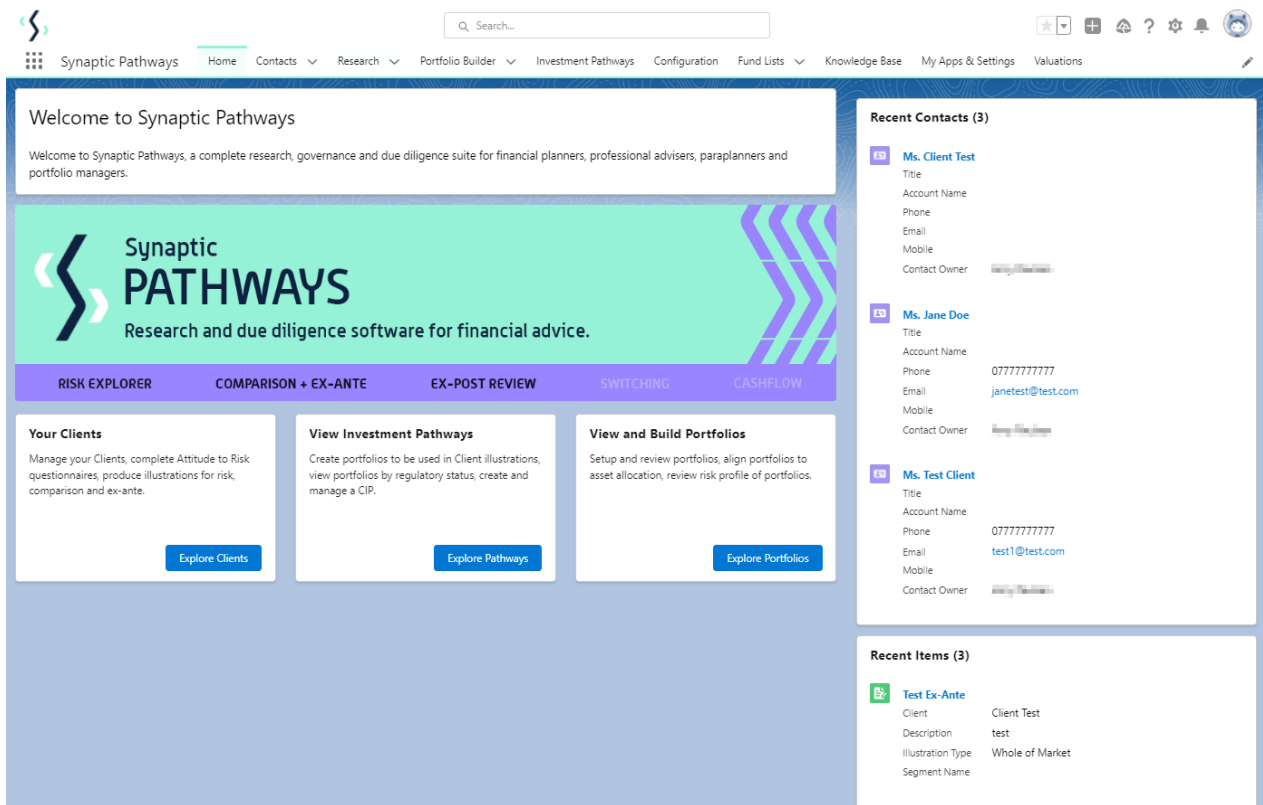 Search...
Synaptic Pathways Home Contacts Research Portfolio Builder Investment Pathways Configuration Fund Lists Knowledge Base My Apps & Settings Valuations
Welcome to Synaptic Pathways
Welcome to Synaptic Pathways, a complete research, governance and due diligence suite for financial planners, professional advisers, paraplanners and
portfolio managers.
Synaptic
PATHWAYS
Research and due diligence software for financial advice.
RISK EXPLORER COMPARISON + EX-ANTE EX-POST REVIEW SWITCHING CASHFLOW
Your Clients
Manage your Clients, complete Attitude to Risk
questionnaires, produce illustrations for risk,
comparison and ex-ante.
Explore Clients
View Investment Pathways
Create portfolios to be used in Client illustrations,
view portfolios by regulatory status, create and
manage a CIP.
Explore Pathways
View and Build Portfolios
Setup and review portfolios, align portfolios to
asset allocation, review risk profile of portfolios.
Explore Portfolios
Recent Contacts (3)
Ms. Client Test
Title
Account Name
Phone
Email
Mobile
Contact Owner
Ms. Jane Doe
Title
Account Name
Phone 07777777777
Email janetest@test.com
Mobile
Contact Owner
Ms. Test Client
Title
Account Name
Phone 07777777777
Email test1@test.com
Mobile
Contact Owner
Recent Items (3)
Test Ex-Ante
Client Client Test
Description test
Illustration Type Whole of Market
Segment Name